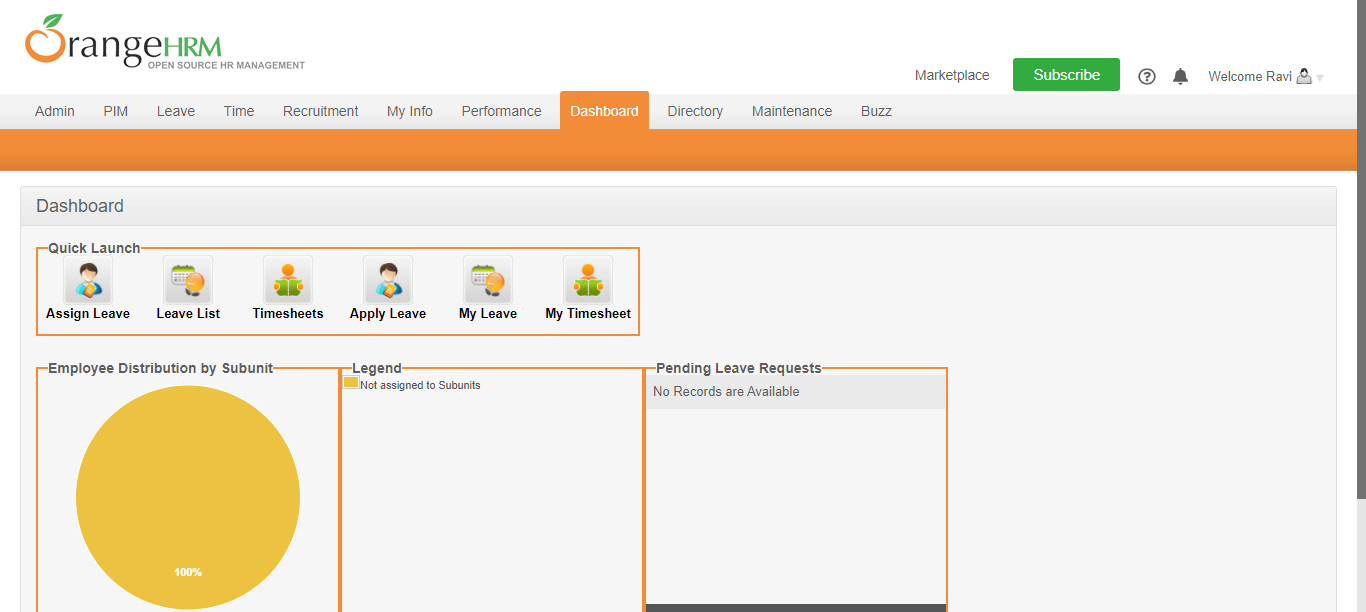 OrangeHRM
OPEN SOURCE HR MANAGEMENT
Marketplace Subscribe ? Welcome Ravi
Admin PIM Leave Time Recruitment My Info Performance Dashboard Directory Maintenance Buzz
Dashboard
Quick Launch
Assign Leave Leave List Timesheets Apply Leave My Leave My Timesheet
Employee Distribution by Subunit
100%
Legend
Not assigned to Subunits
Pending Leave Requests
No Records are Available